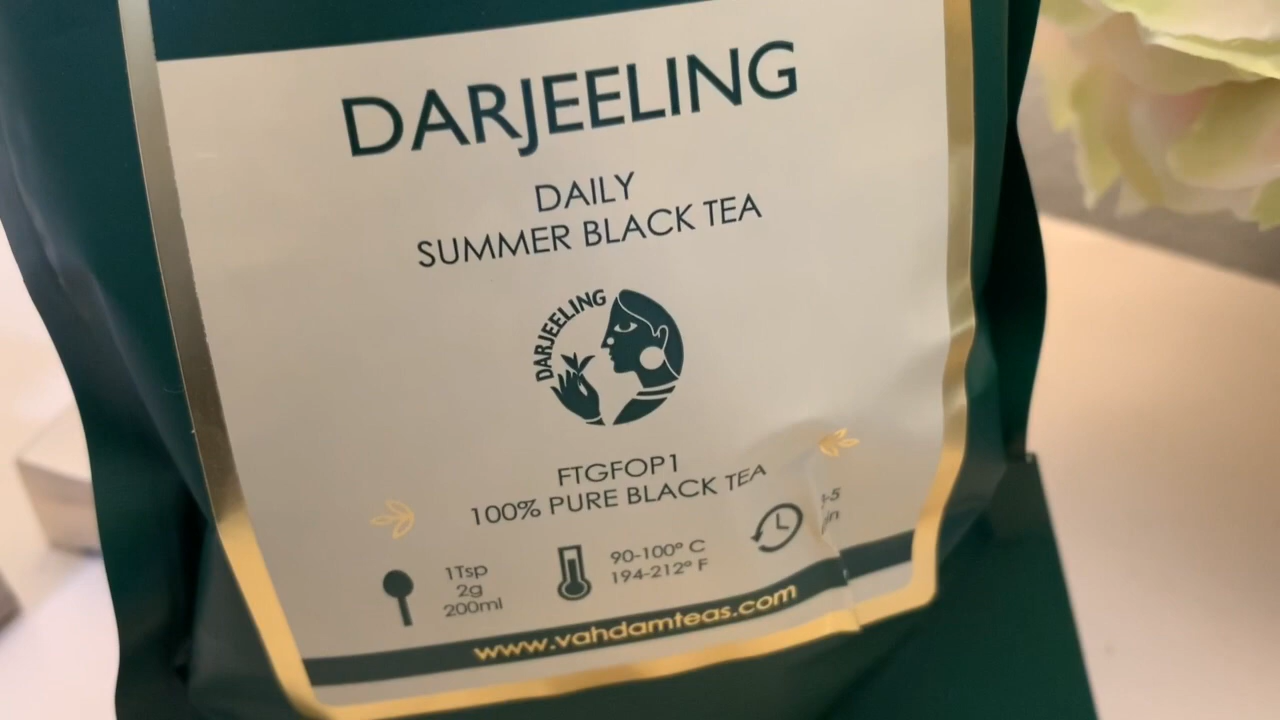 DARJEELING
DAILY
SUMMER BLACK TEA
DARJEELING
FTGFOP1
100% PURE BLACK TEA
1Tsp
2g
200ml
90-100° C
194-212° F
www.vahdamteas.com